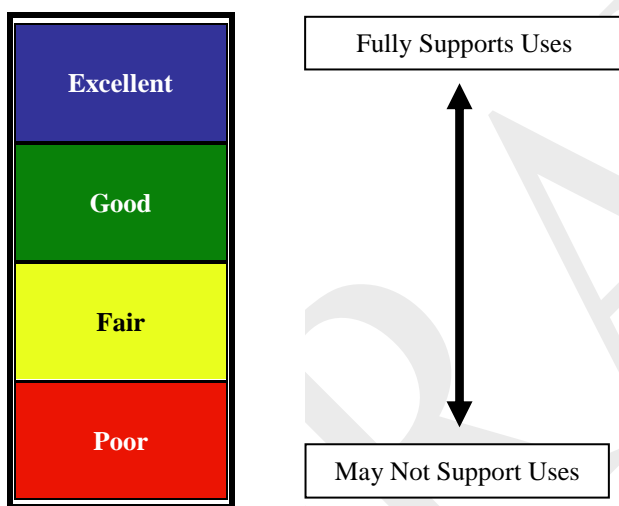 Excellent
Good
Fair
Poor
Fully Supports Uses
May Not Support Uses